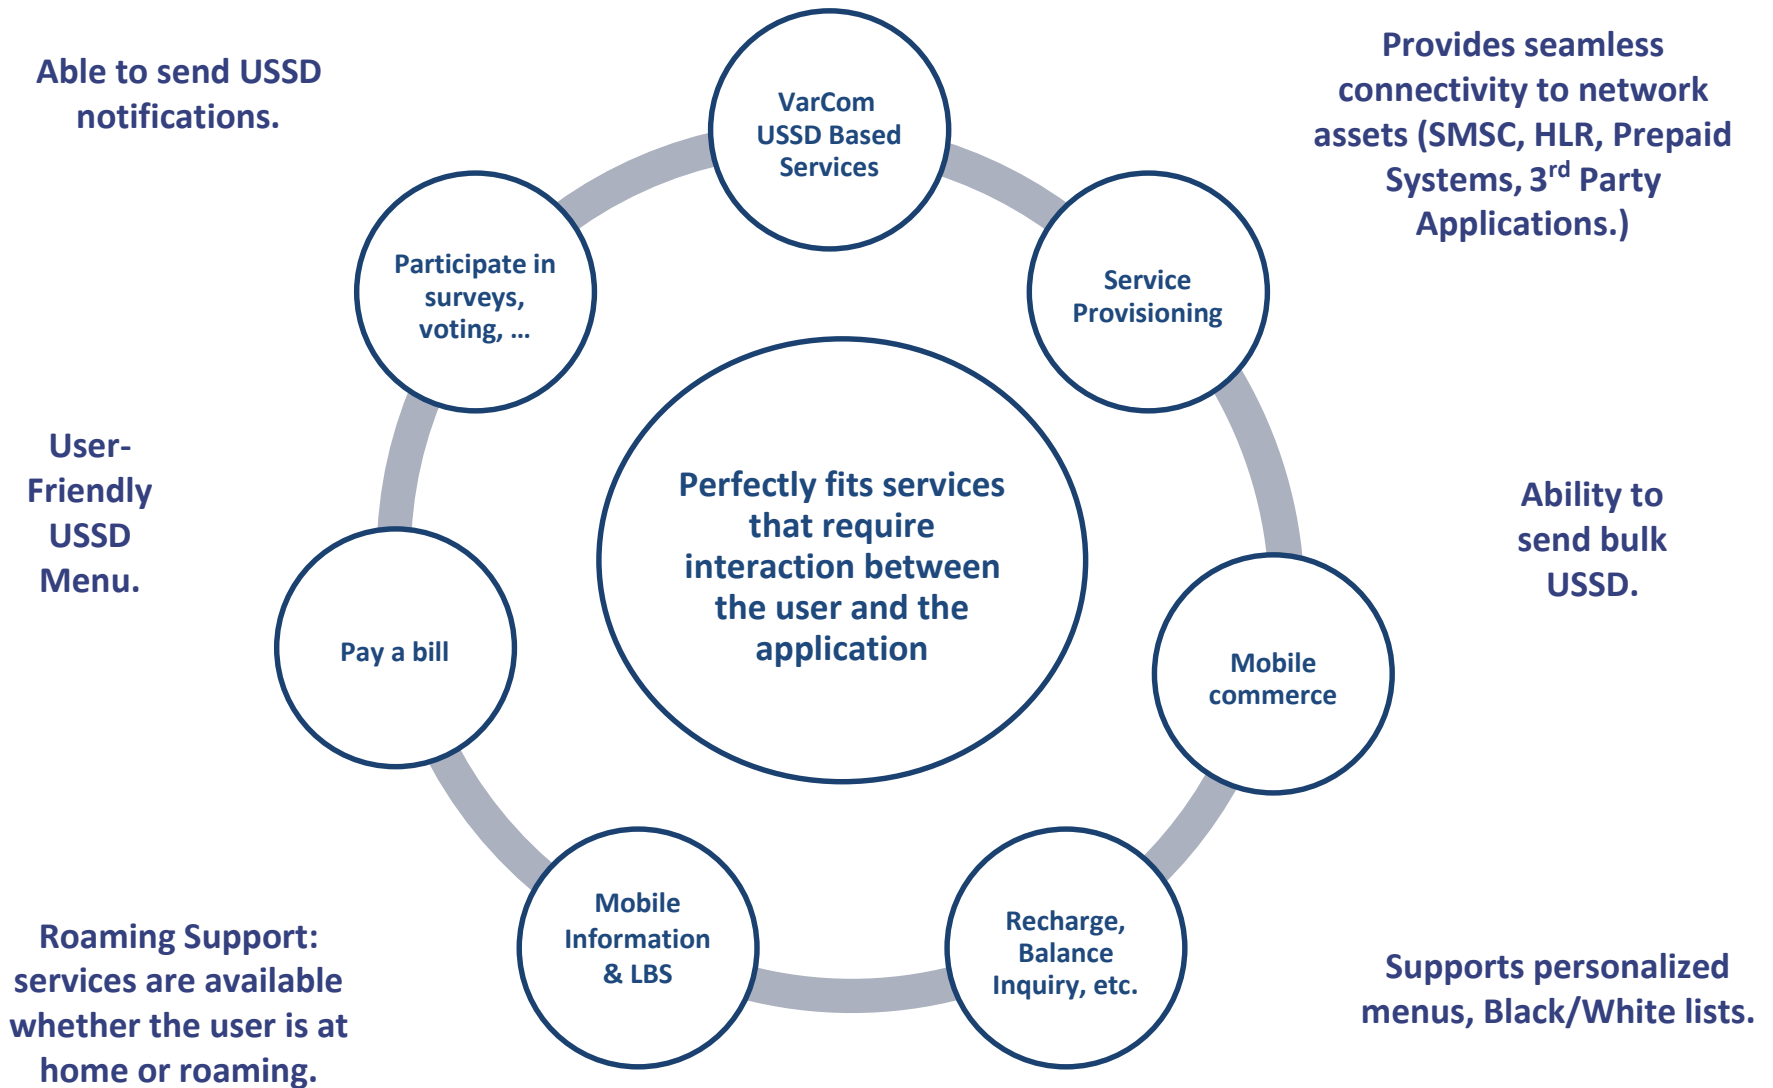 Able to send USSD
notifications.
VarCom
USSD Based
Services
Provides seamless
connectivity to network
assets (SMSC, HLR, Prepaid
Systems, 3rd Party
Applications.)
Participate in
surveys,
voting, ...
Service
Provisioning
User-
Friendly
USSD
Menu.
Perfectly fits services
that require
interaction between
the user and the
application
Ability to
send bulk
USSD.
Pay a bill
Mobile
commerce
Mobile
Information
& LBS
Recharge,
Balance
Inquiry, etc.
Roaming Support:
services are available
whether the user is at
home or roaming.
Supports personalized
menus, Black/White lists.